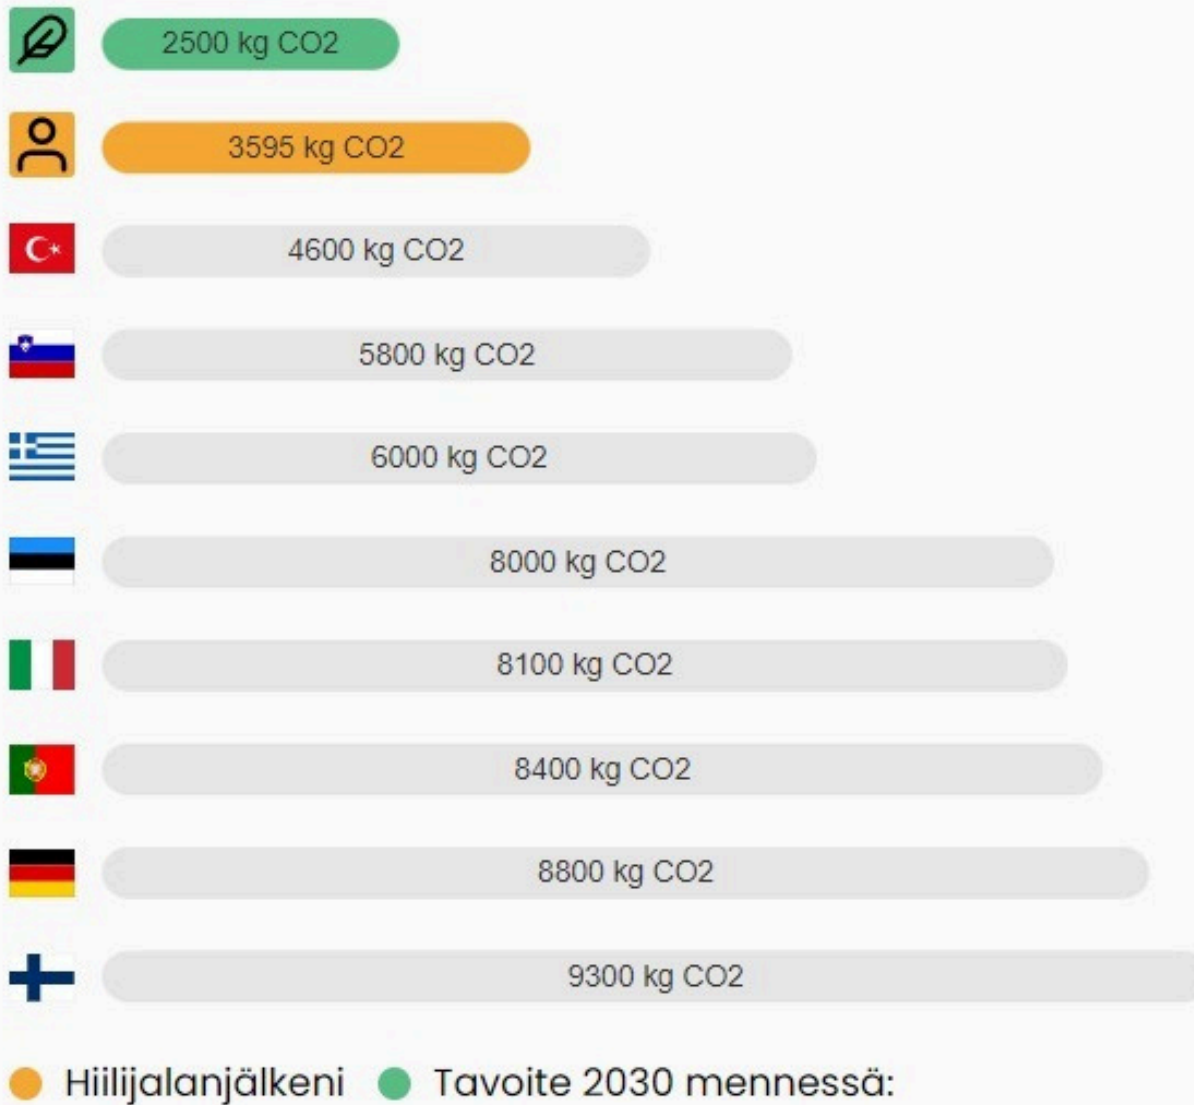 2500 kg CO2
3595 kg CO2
4600 kg CO2
5800 kg CO2
6000 kg CO2
8000 kg CO2
8100 kg CO2
8400 kg CO2
8800 kg CO2
9300 kg CO2
Hiilijalanjälkeni Tavoite 2030 mennessä: